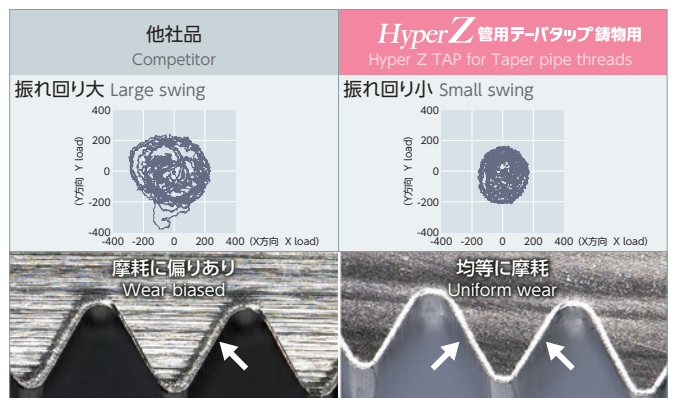 他社品
Competitor
HyperZ 管用テーパタップ鋳物用
Hyper Z TAP for Taper pipe threads
振れ回り大 Large swing
400
200
0
-200
-400
(Y方向 Y load)
-400 -200 0 200 400 (X方向 X load)
振れ回り小 Small swing
400
200
0
-200
-400
(Y方向 Y load)
-400 -200 0 200 400 (X方向 X load)
摩耗に偏りあり
Wear biased
均等に摩耗
Uniform wear